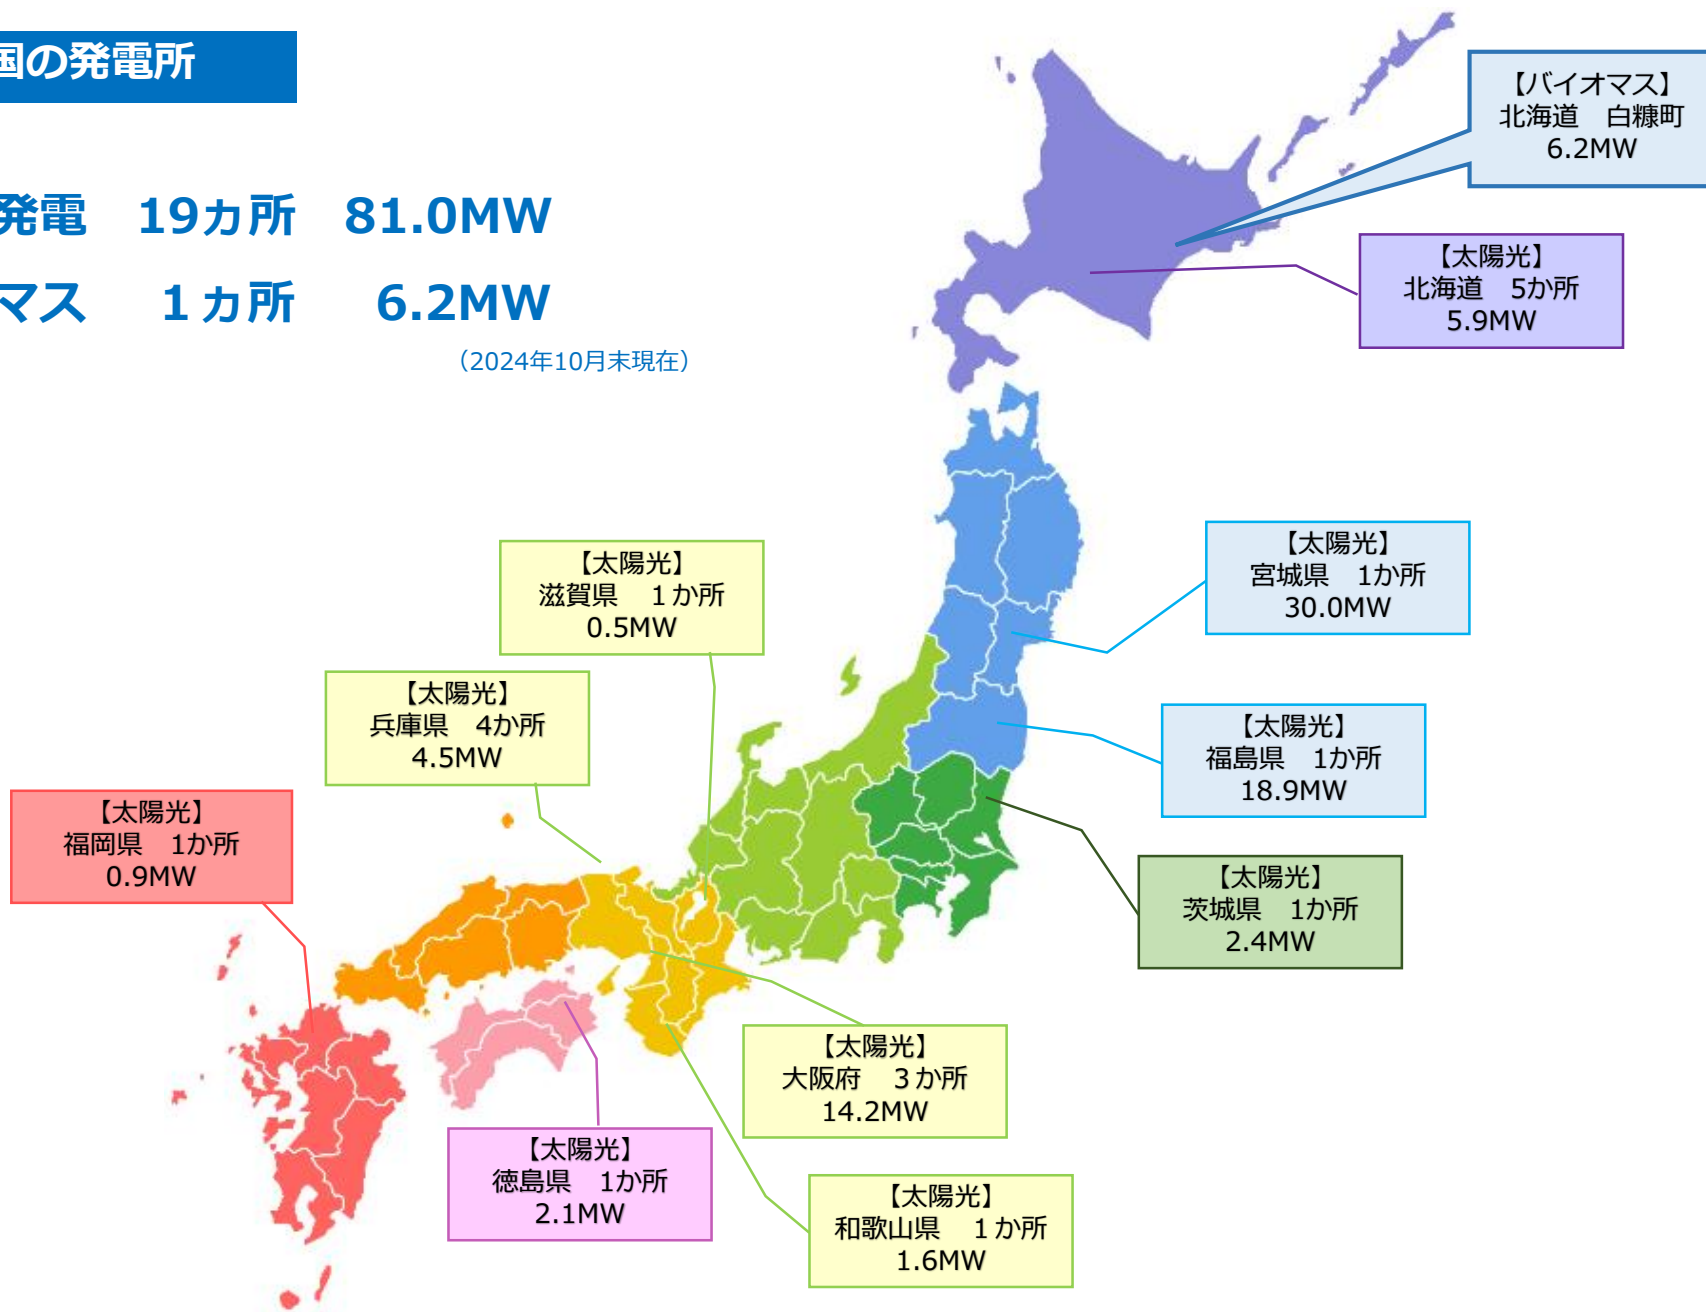 国の発電所
発電　19ヵ所　81.0MW
マス　１ヵ所　6.2MW
（2024年10月末現在）
【バイオマス】
北海道　白糠町
6.2MW
【太陽光】
北海道　5か所
5.9MW
【太陽光】
宮城県　1か所
30.0MW
【太陽光】
滋賀県　１か所
0.5MW
【太陽光】
兵庫県　4か所
4.5MW
【太陽光】
福島県　1か所
18.9MW
【太陽光】
福岡県　1か所
0.9MW
【太陽光】
茨城県　1か所
2.4MW
【太陽光】
大阪府　３か所
14.2MW
【太陽光】
徳島県　1か所
2.1MW
【太陽光】
和歌山県　１か所
1.6MW